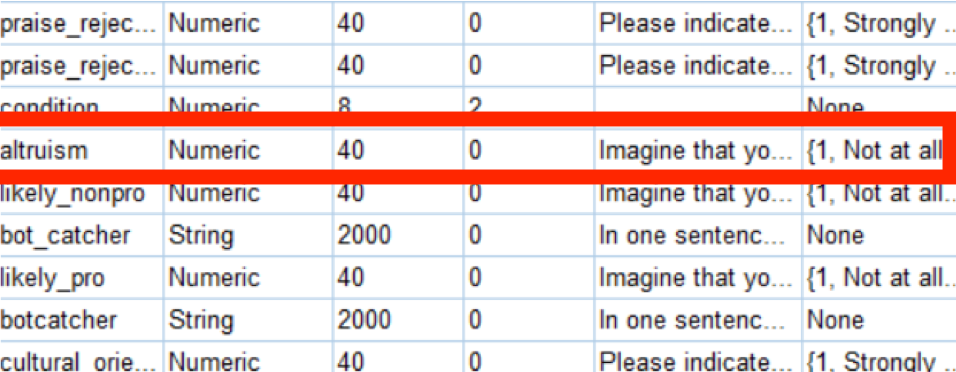 praise_rejec... Numeric 40 0 Please indicate... {1, Strongly ...
praise_rejec... Numeric 40 0 Please indicate... {1, Strongly ...
condition Numeric 8 2 None
altruism Numeric 40 0 Imagine that yo... {1, Not at all
likely_nonpro Numeric 40 0 Imagine that yo... {1, Not at all...
bot_catcher String 2000 0 In one sentenc... None
likely_pro Numeric 40 0 Imagine that yo... {1, Not at all...
botcatcher String 2000 0 In one sentenc... None
cultural_orie... Numeric 40 0 Please indicate... {1, Strongly ...